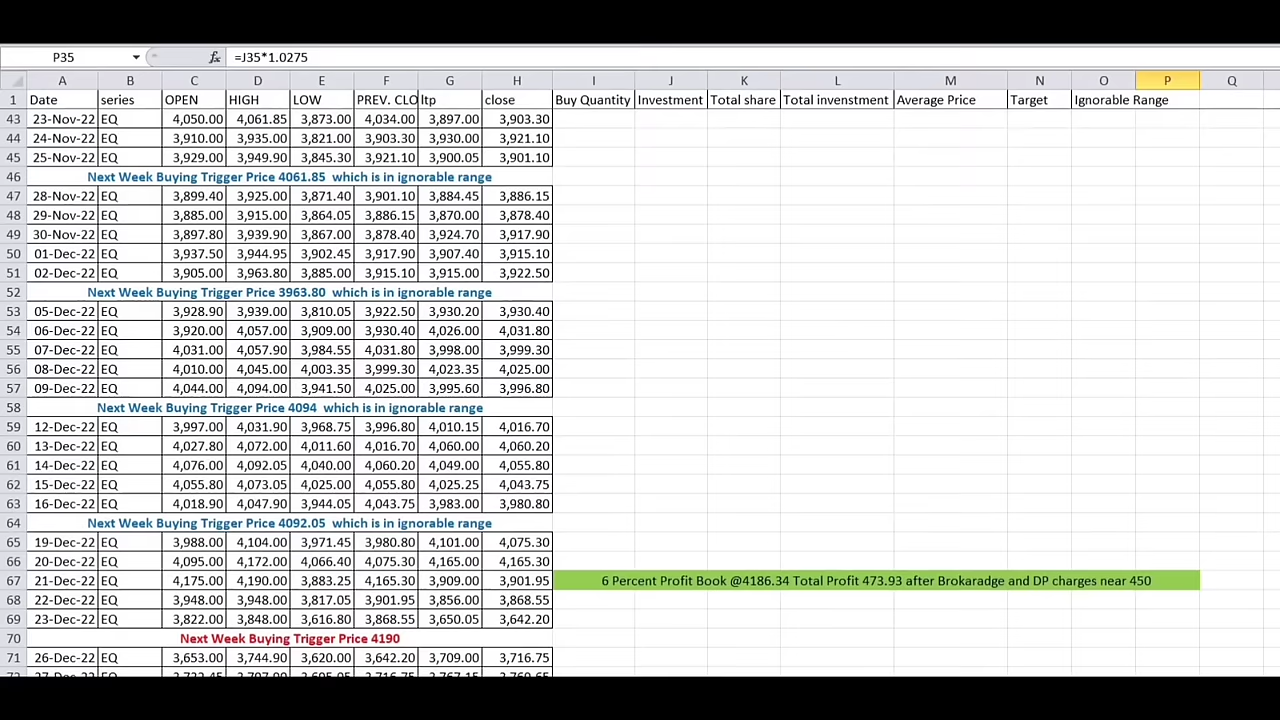 P35 fx =J35*1.0275
A B C D E F G H I J K L M N O P Q
1 Date series OPEN HIGH LOW PREV. CLO ltp close Buy Quantity Investment Total share Total invenstment Average Price Target Ignorable Range
43 23-Nov-22 EQ 4,050.00 4,061.85 3,873.00 4,034.00 3,897.00 3,903.30
44 24-Nov-22 EQ 3,910.00 3,935.00 3,821.00 3,903.30 3,930.00 3,921.10
45 25-Nov-22 EQ 3,929.00 3,949.90 3,845.30 3,921.10 3,900.05 3,901.10
46 Next Week Buying Trigger Price 4061.85 which is in ignorable range
47 28-Nov-22 EQ 3,899.40 3,925.00 3,871.40 3,901.10 3,884.45 3,886.15
48 29-Nov-22 EQ 3,885.00 3,915.00 3,864.05 3,886.15 3,870.00 3,878.40
49 30-Nov-22 EQ 3,897.80 3,939.90 3,867.00 3,878.40 3,924.70 3,917.90
50 01-Dec-22 EQ 3,937.50 3,944.95 3,902.45 3,917.90 3,907.40 3,915.10
51 02-Dec-22 EQ 3,905.00 3,963.80 3,885.00 3,915.10 3,915.00 3,922.50
52 Next Week Buying Trigger Price 3963.80 which is in ignorable range
53 05-Dec-22 EQ 3,928.90 3,939.00 3,810.05 3,922.50 3,930.20 3,930.40
54 06-Dec-22 EQ 3,920.00 4,057.00 3,909.00 3,930.40 4,026.00 4,031.80
55 07-Dec-22 EQ 4,031.00 4,057.90 3,984.55 4,031.80 3,998.00 3,999.30
56 08-Dec-22 EQ 4,010.00 4,045.00 4,003.35 3,999.30 4,023.35 4,025.00
57 09-Dec-22 EQ 4,044.00 4,094.00 3,941.50 4,025.00 3,995.60 3,996.80
58 Next Week Buying Trigger Price 4094 which is in ignorable range
59 12-Dec-22 EQ 3,997.00 4,031.90 3,968.75 3,996.80 4,010.15 4,016.70
60 13-Dec-22 EQ 4,027.80 4,072.00 4,011.60 4,016.70 4,060.00 4,060.20
61 14-Dec-22 EQ 4,076.00 4,092.05 4,040.00 4,060.20 4,049.00 4,055.80
62 15-Dec-22 EQ 4,055.80 4,073.05 4,025.00 4,055.80 4,025.25 4,043.75
63 16-Dec-22 EQ 4,018.90 4,047.90 3,944.05 4,043.75 3,983.00 3,980.80
64 Next Week Buying Trigger Price 4092.05 which is in ignorable range
65 19-Dec-22 EQ 3,988.00 4,104.00 3,971.45 3,980.80 4,101.00 4,075.30
66 20-Dec-22 EQ 4,095.00 4,172.00 4,066.40 4,075.30 4,165.00 4,165.30
67 21-Dec-22 EQ 4,175.00 4,190.00 3,883.25 4,165.30 3,909.00 3,901.95 6 Percent Profit Book @4186.34 Total Profit 473.93 after Brokaradge and DP charges near 450
68 22-Dec-22 EQ 3,948.00 3,948.00 3,817.05 3,901.95 3,856.00 3,868.55
69 23-Dec-22 EQ 3,822.00 3,848.00 3,616.80 3,868.55 3,650.05 3,642.20
70 Next Week Buying Trigger Price 4190
71 26-Dec-22 EQ 3,653.00 3,744.90 3,620.00 3,642.20 3,709.00 3,716.75